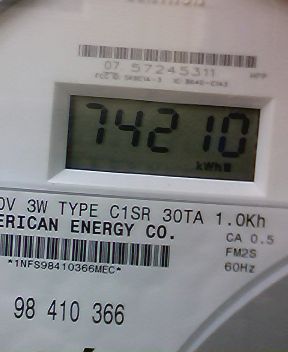 07 57245311
74210
kWh
0V 3W TYPE C1SR 30TA 1.0Kh
ERICAN ENERGY CO.
CA 0.5
FM2S
60Hz
*1NFS98410366MEC*
98 410 366